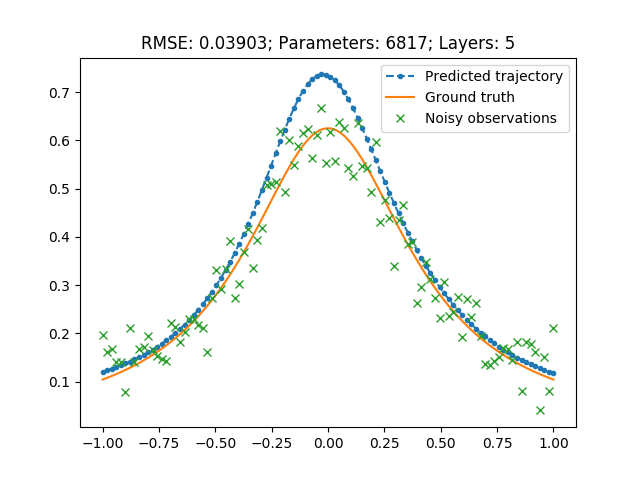 RMSE: 0.03903; Parameters: 6817; Layers: 5
Predicted trajectory
Ground truth
Noisy observations
0.7
0.6
0.5
0.4
0.3
0.2
0.1
−1.00 −0.75 −0.50 −0.25 0.00 0.25 0.50 0.75 1.00